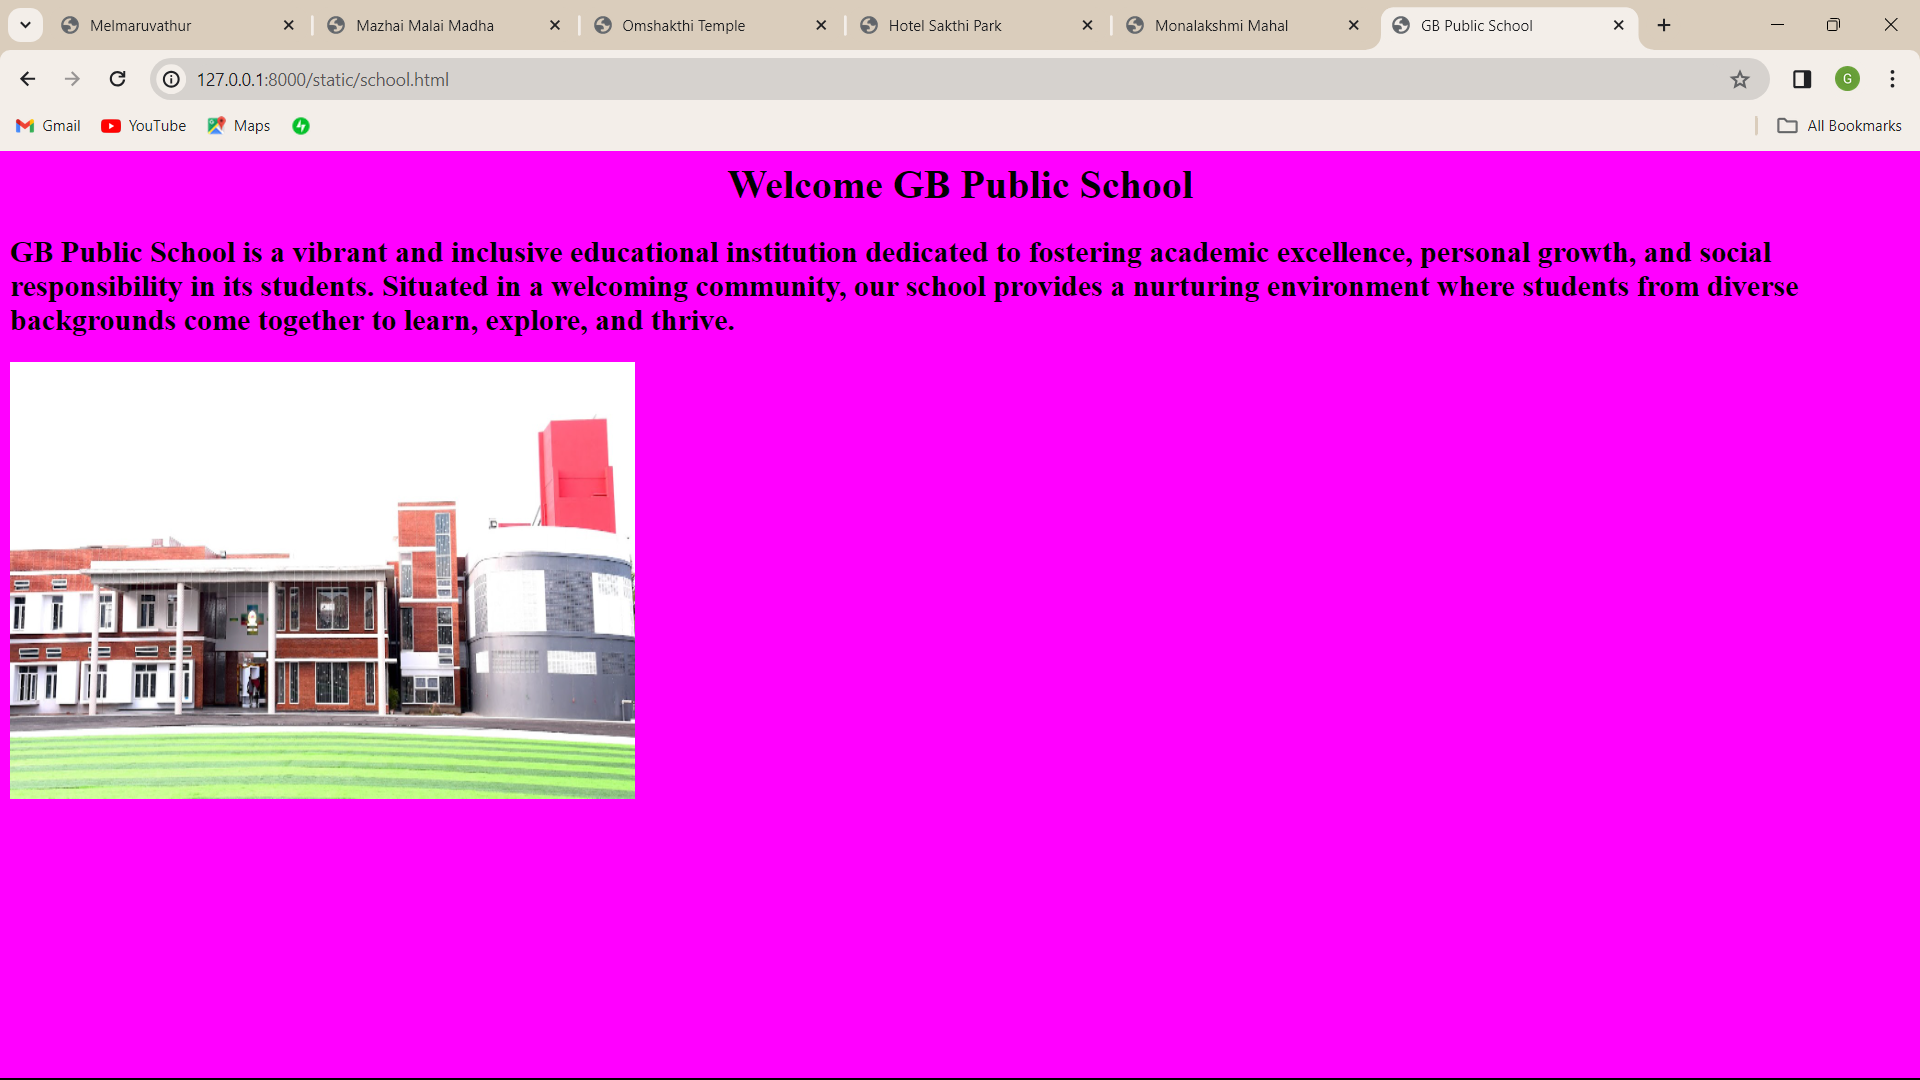 Melmaruvathur
Mazhai Malai Madha
Omshakthi Temple
Hotel Sakthi Park
Monalakshmi Mahal
GB Public School
127.0.0.1:8000/static/school.html
G
Gmail
YouTube
Maps
All Bookmarks
Welcome GB Public School
GB Public School is a vibrant and inclusive educational institution dedicated to fostering academic excellence, personal growth, and social
responsibility in its students. Situated in a welcoming community, our school provides a nurturing environment where students from diverse
backgrounds come together to learn, explore, and thrive.